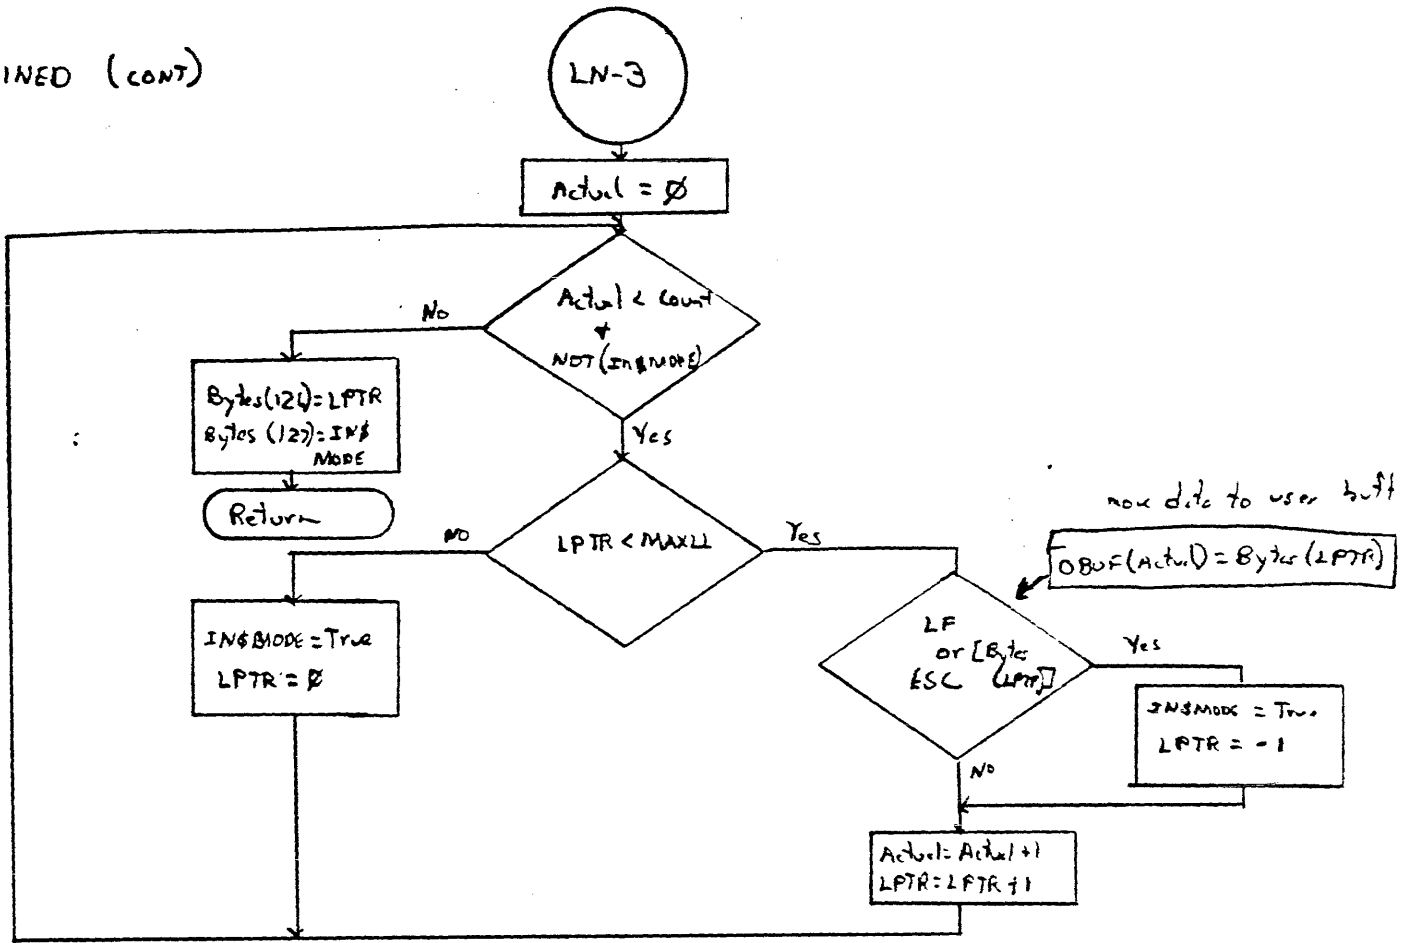 INED (CONT)
LN-3
Actual = Ø
Actual < count
+
NOT(IN$MODE)
No
Bytes(126)=LPTR
Bytes (127)=IN$
MODE
Return
Yes
LPTR < MAXLL
NO
Yes
move data to user buff
OBUF(Actual)=Bytes(LPTR)
IN$MODE=True
LPTR=Ø
LF
or [Bytes
ESC (LPTR)]
Yes
IN$MODE = True
LPTR = -1
NO
Actual=Actual+1
LPTR=LPTR+1